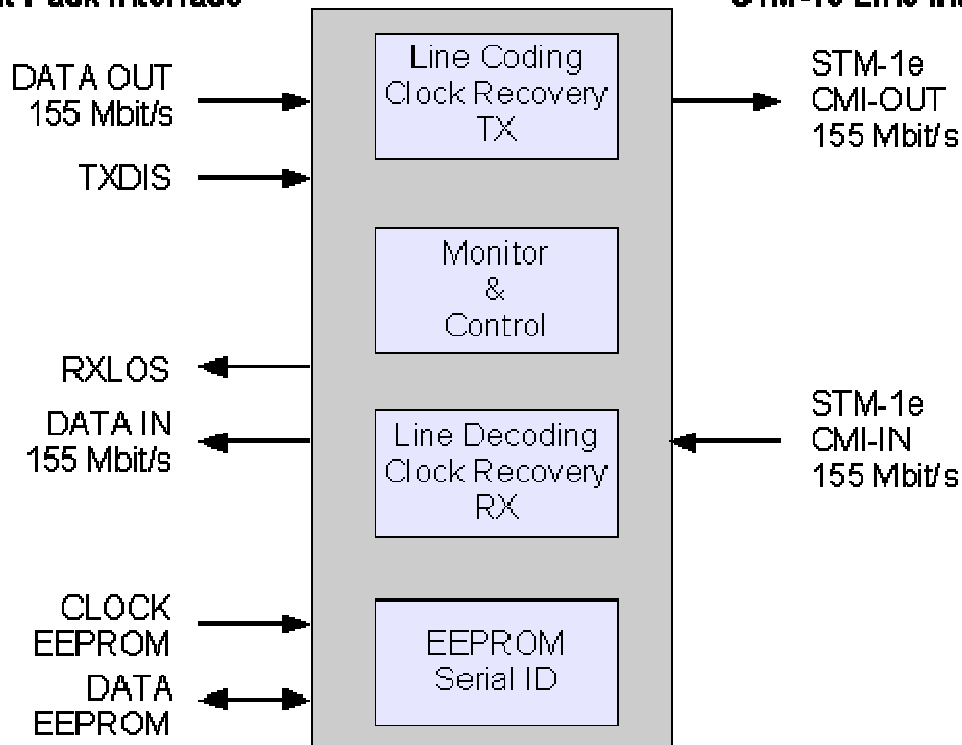 DATA OUT
155 Mbit/s
TXDIS
RXLOS
DATA IN
155 Mbit/s
CLOCK
EEPROM
DATA
EEPROM
Line Coding
Clock Recovery
TX
Monitor
&
Control
Line Decoding
Clock Recovery
RX
EEPROM
Serial ID
STM-1e
CMI-OUT
155 Mbit/s
STM-1e
CMI-IN
155 Mbit/s